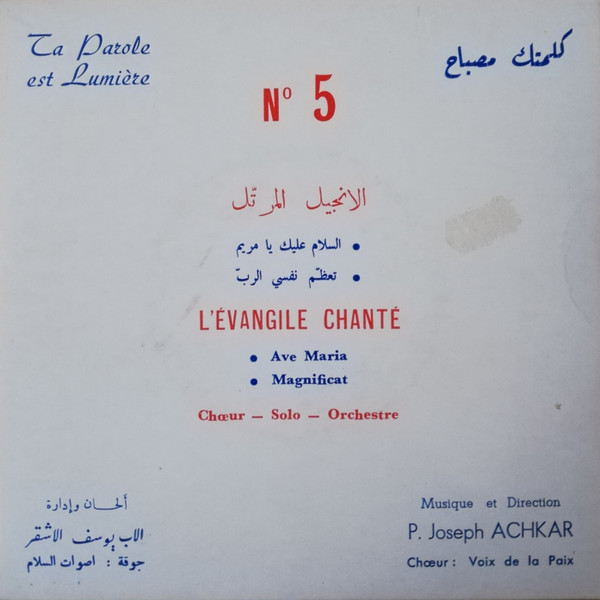 Ta Parole
est Lumière
كلمتك مصباح
Nº 5
الانجيل المرتّل
• السلام عليك يا مريم
• تعظّم نفسي الربّ
L'ÉVANGILE CHANTÉ
• Ave Maria
• Magnificat
Chœur — Solo — Orchestre
ألحان وإدارة
الاب يوسف الاشقر
جوقة : اصوات السلام
Musique et Direction
P. Joseph ACHKAR
Chœur : Voix de la Paix